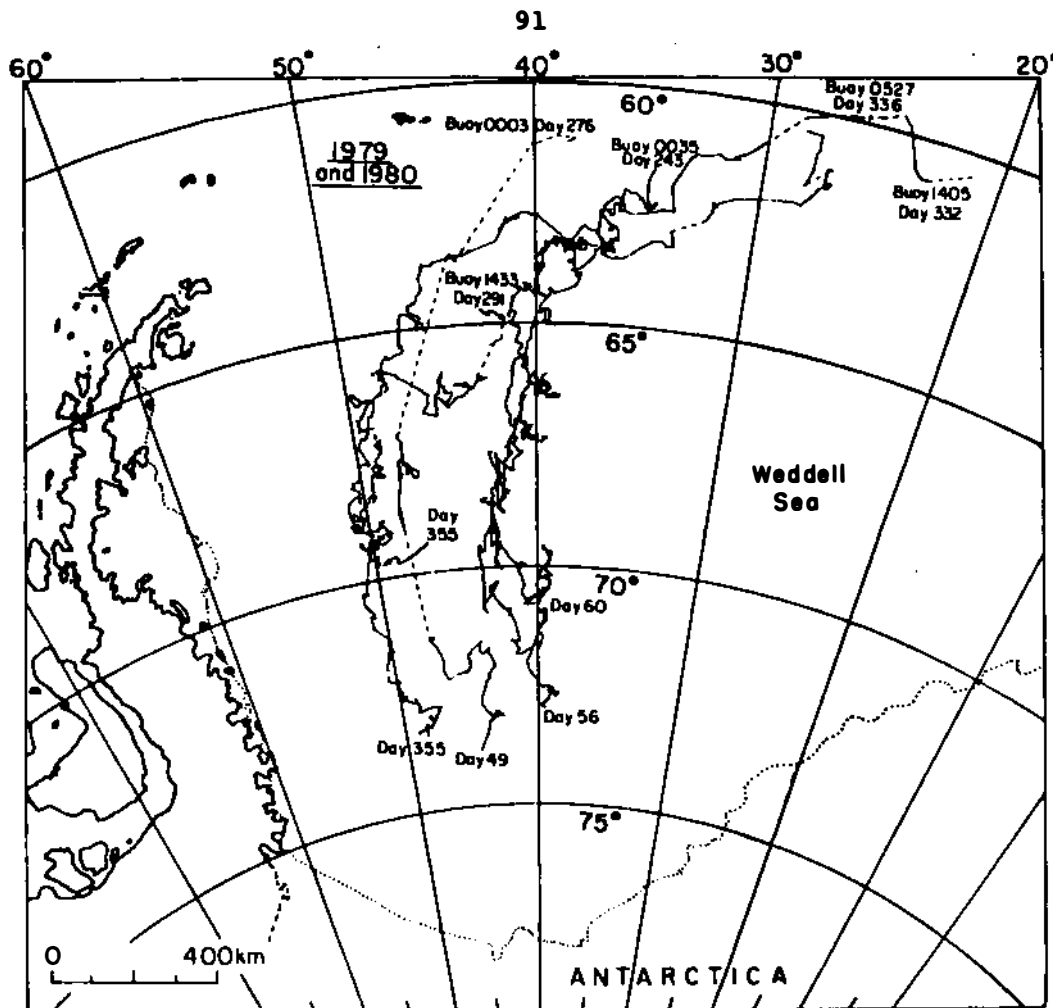 91
60° 50° 40° 30° 20°
60°
Buoy 0527
Day 336
Buoy 0003 Day 276
1979
and 1980
Buoy 0035
Day 243
Buoy 1405
Day 332
Buoy 1433
Day 291
65°
Weddell
Sea
Day
355
70°
Day 60
Day 56
Day 355
Day 49
75°
0 400km
ANTARCTICA